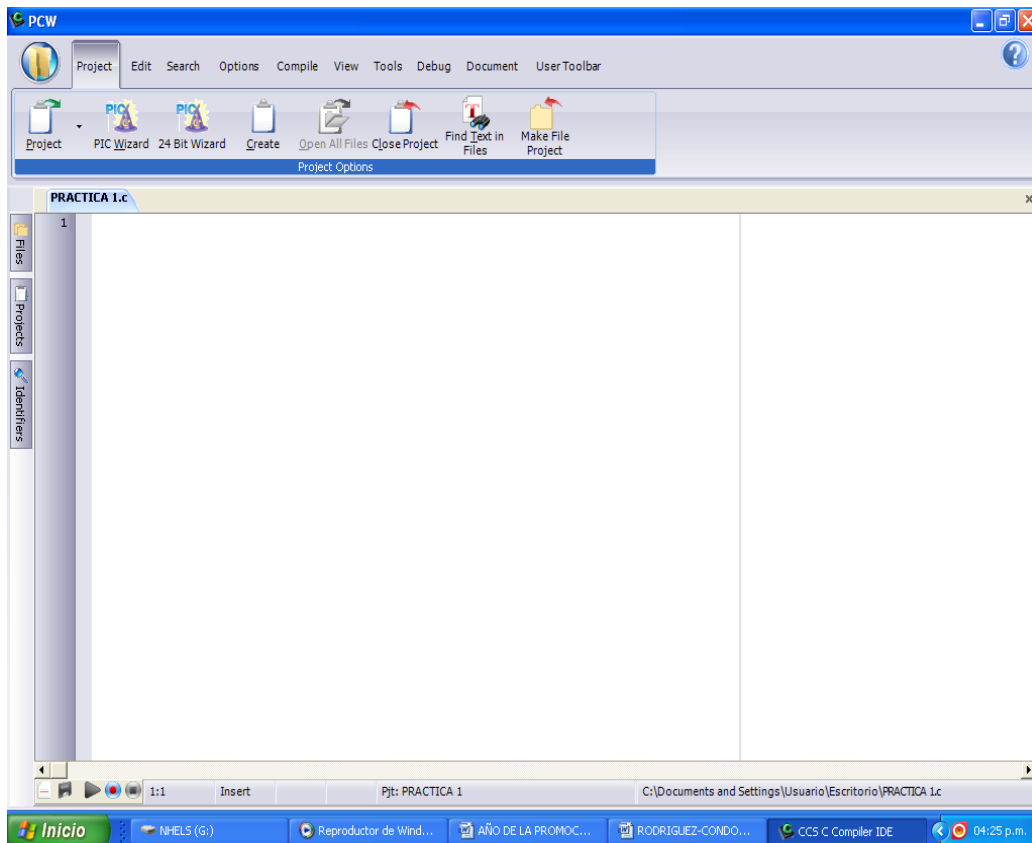 PCW
Project Edit Search Options Compile View Tools Debug Document User Toolbar
Project PIC Wizard 24 Bit Wizard Create Open All Files Close Project Find Text in Files Make File Project
Project Options
PRACTICA 1.c
1
Files
Projects
Identifiers
1:1 Insert Pjt: PRACTICA 1 C:\Documents and Settings\Usuario\Escritorio\PRACTICA 1.c
Inicio NHELS (G:) Reproductor de Wind... AÑO DE LA PROMOC... RODRIGUEZ-CONDO... CCS C Compiler IDE 04:25 p.m.